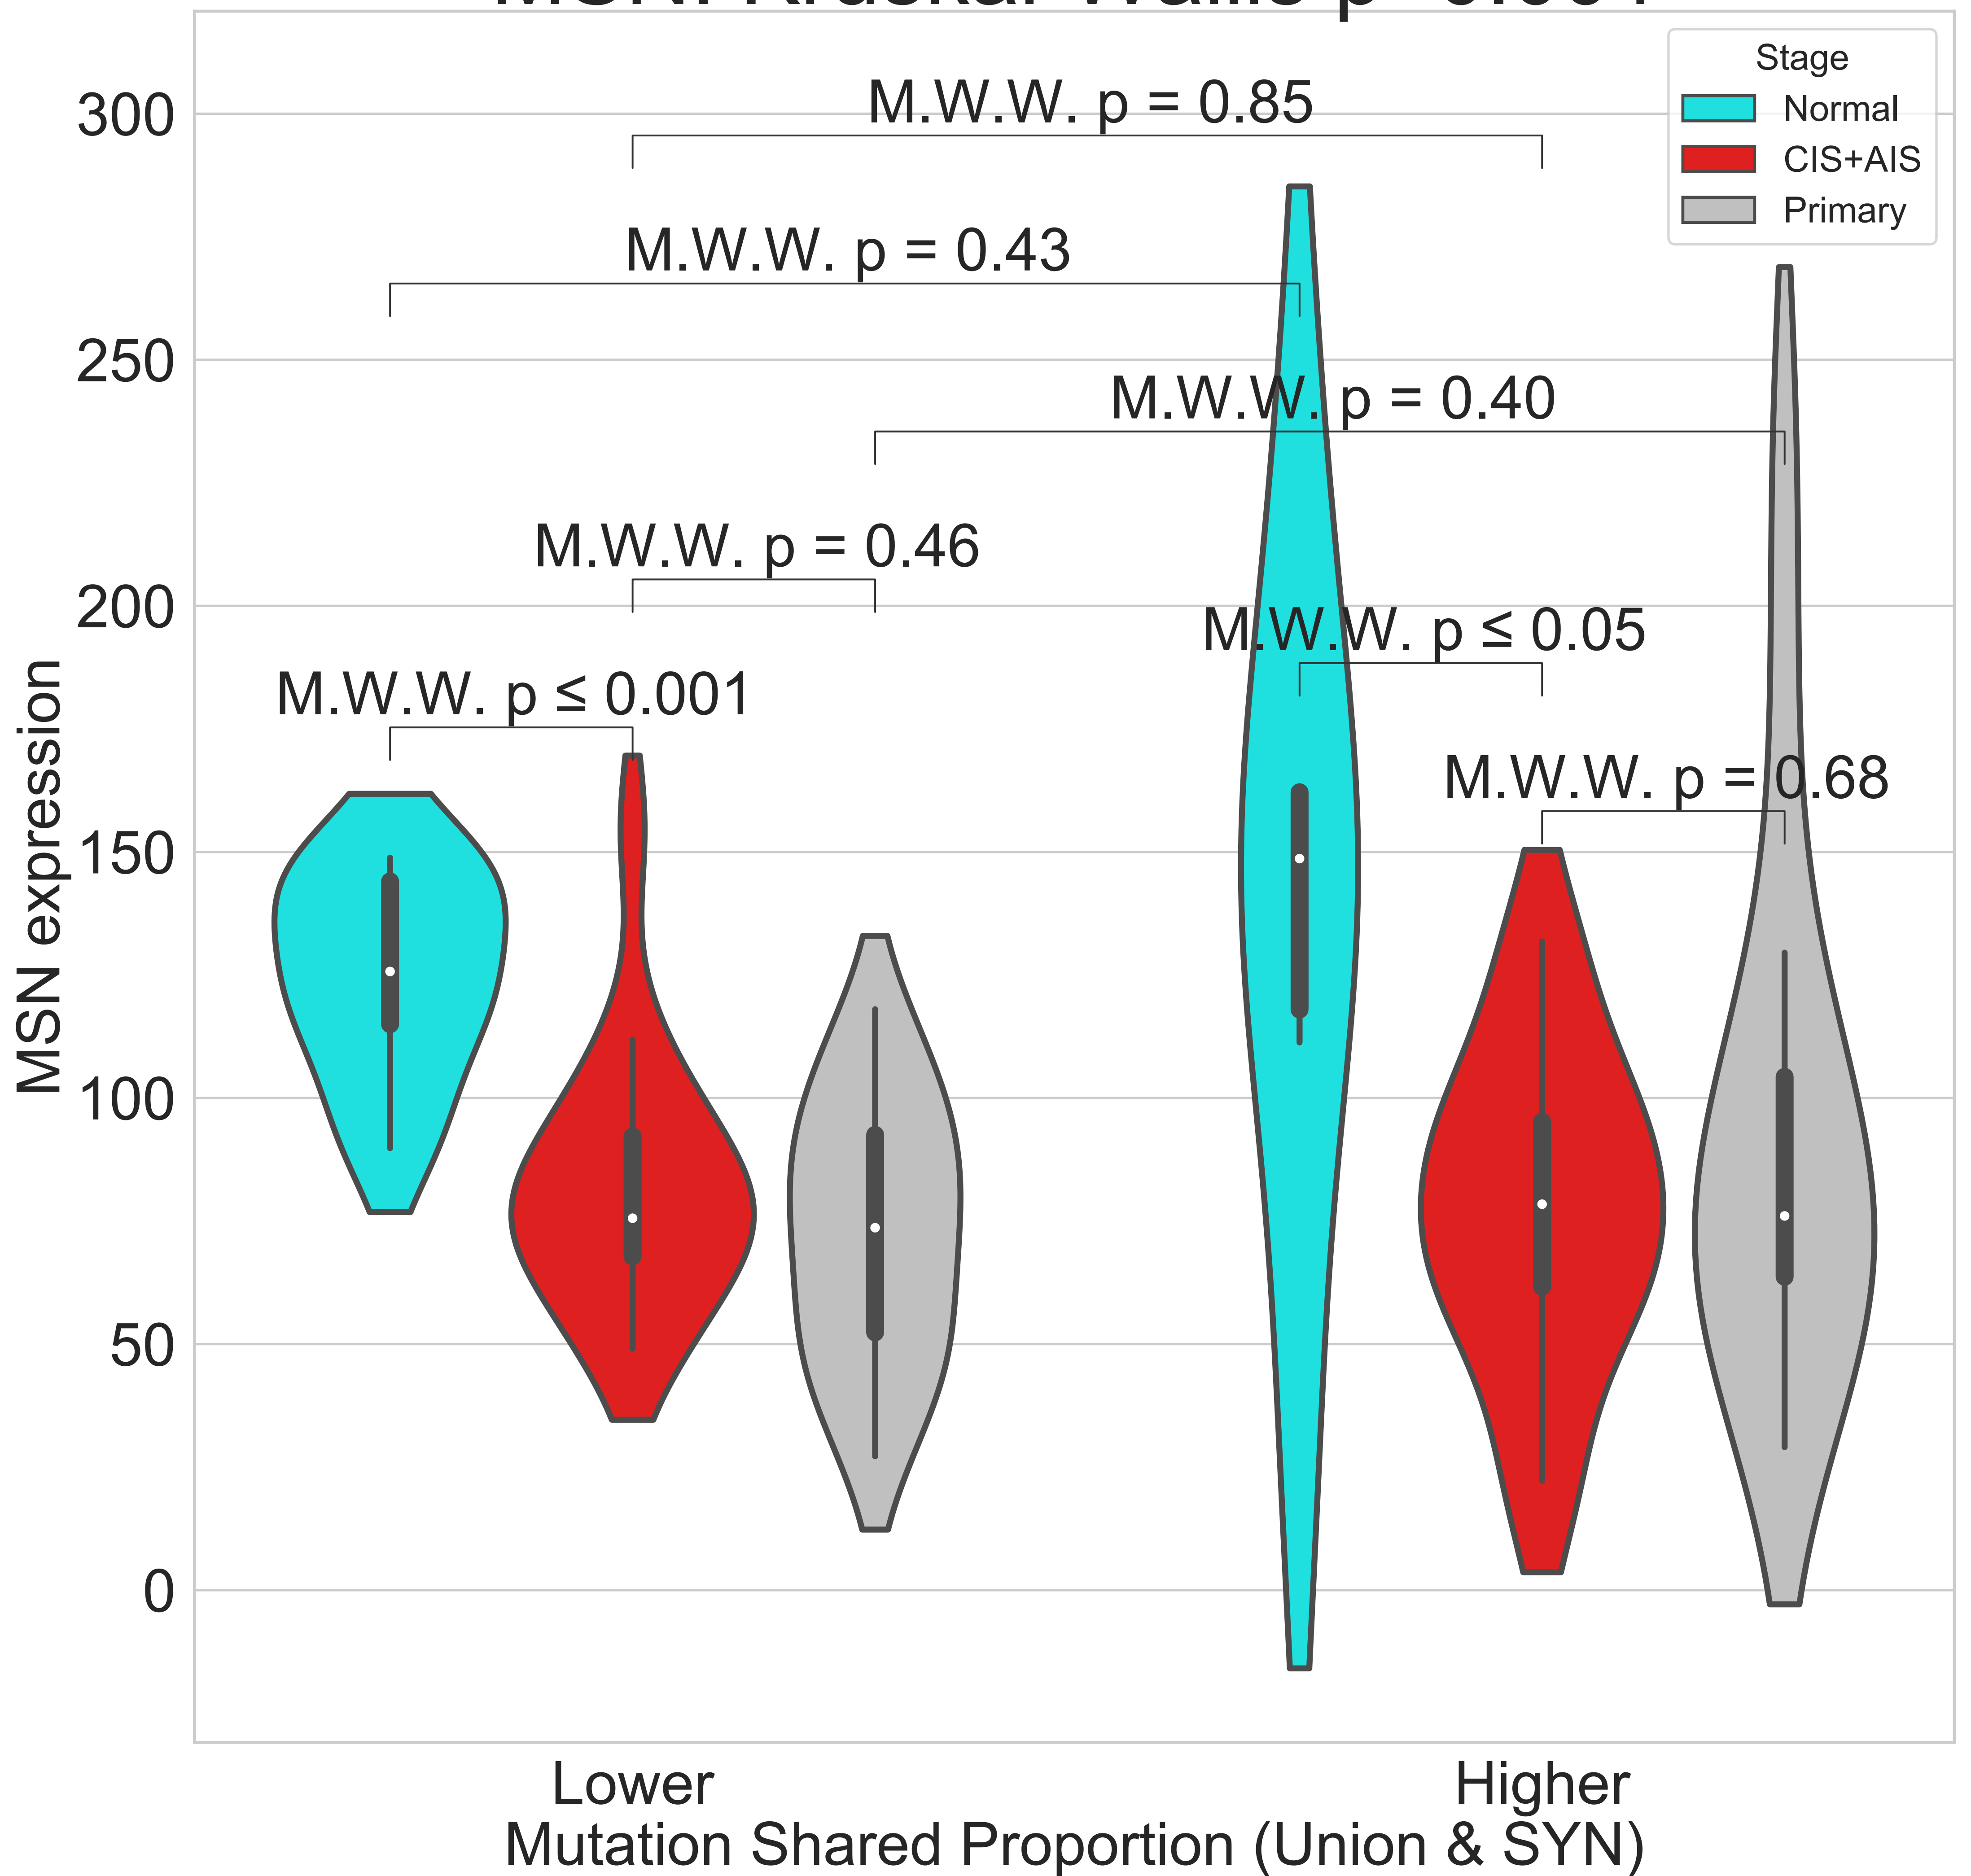 Stage
Normal
CIS+AIS
Primary
M.W.W. p = 0.85
M.W.W. p = 0.43
M.W.W. p = 0.40
M.W.W. p = 0.46
M.W.W. p ≤ 0.05
M.W.W. p ≤ 0.001
M.W.W. p = 0.68
300
250
200
150
100
50
0
MSN expression
Lower
Higher
Mutation Shared Proportion (Union & SYN)